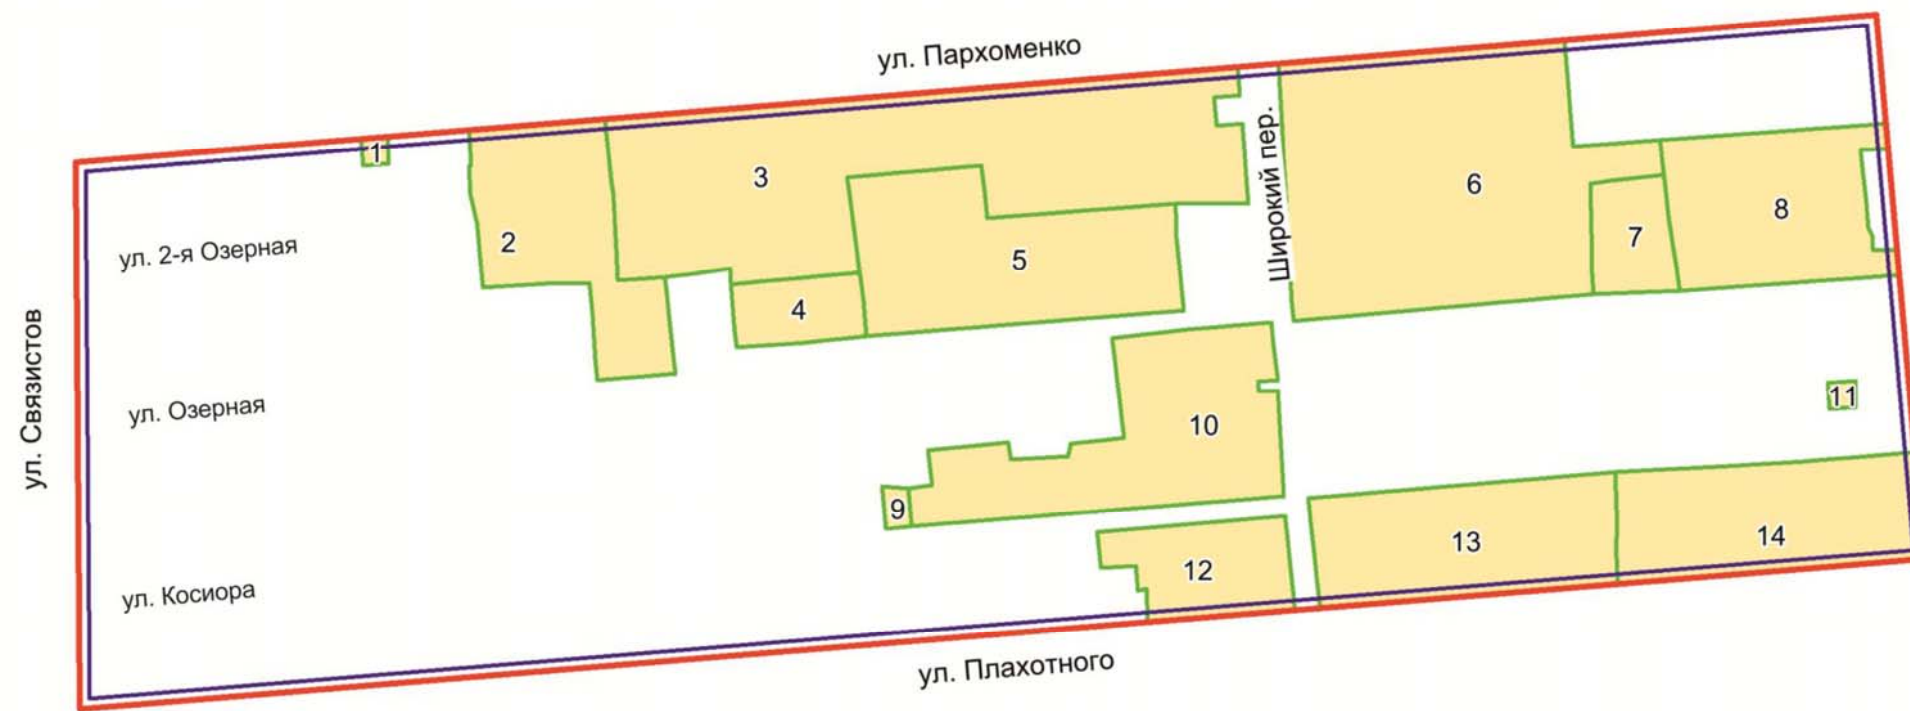 ул. Пархоменко
1
3
Широкий пер.
6
8
2
7
ул. 2-я Озерная
5
4
ул. Связистов
ул. Озерная
11
10
9
13
14
12
ул. Косиора
ул. Плахотного